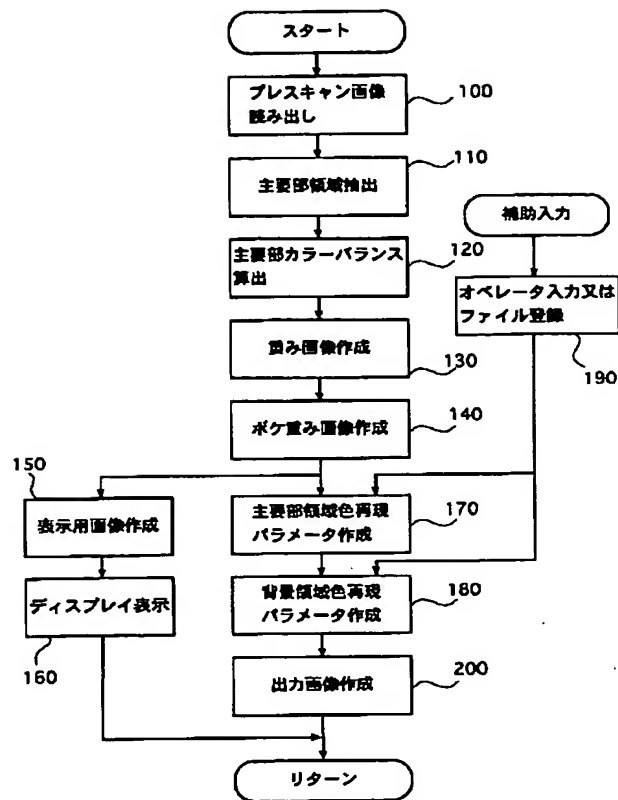 スタート
プレスキャン画像
読み出し
100
主要部領域抽出
110
補助入力
主要部カラーバランス
算出
120
オペレータ入力又は
ファイル登録
190
重み画像作成
130
ボケ重み画像作成
140
150
表示用画像作成
主要部領域色再現
パラメータ作成
170
ディスプレイ表示
160
背景領域色再現
パラメータ作成
180
出力画像作成
200
リターン